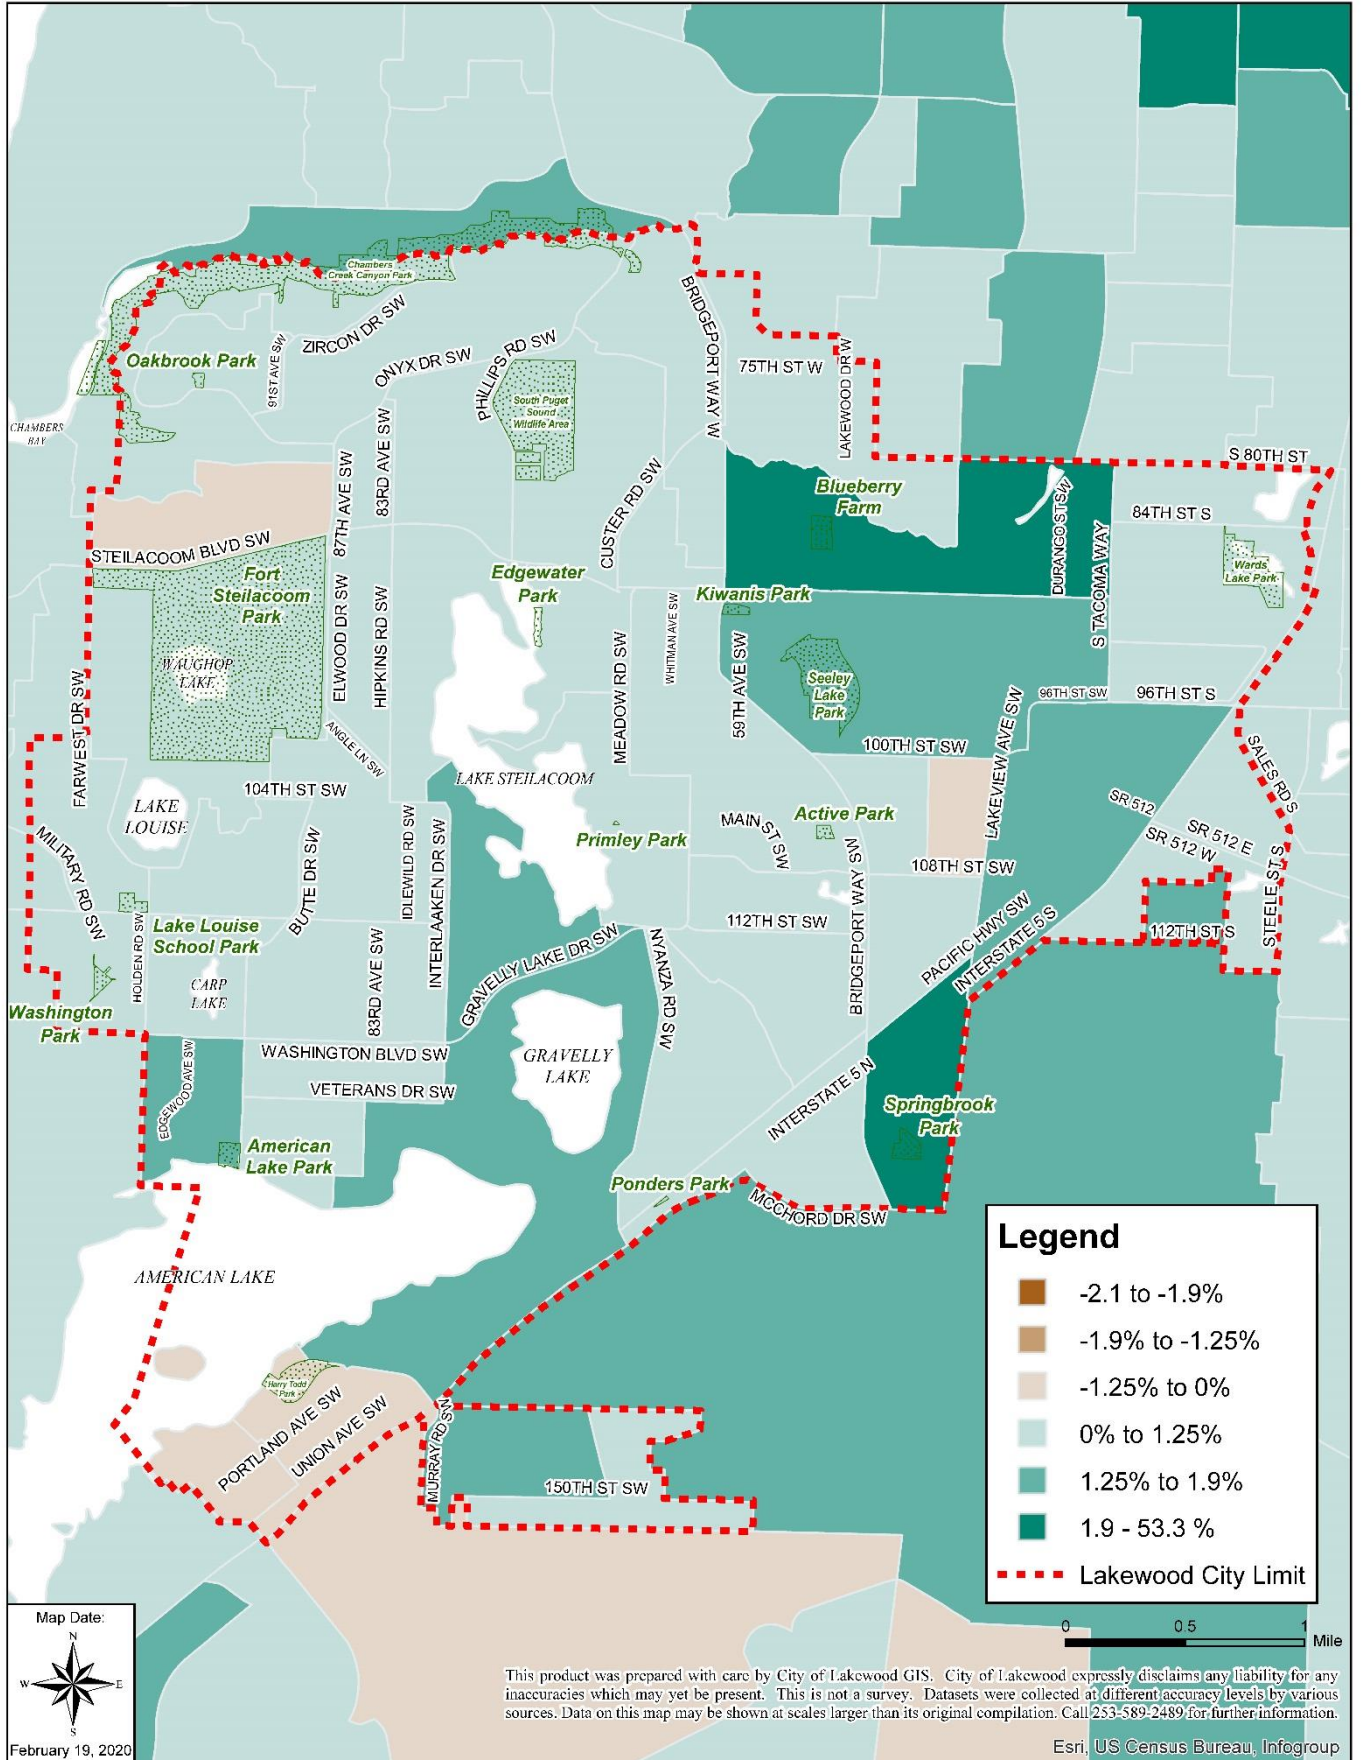 Chambers
Creek Canyon Park
ZIRCON DR SW
BRIDGEPORT WAY W
Oakbrook Park
91ST AVE SW
ONYX DR SW
PHILLIPS RD SW
75TH ST W
LAKEWOOD DR W
CHAMBERS
BAY
South Puget
Sound
Wildlife Area
83RD AVE SW
87TH AVE SW
CUSTER RD SW
S 80TH ST
Blueberry
Farm
DURANGO ST SW
84TH ST S
S TACOMA WAY
STEILACOOM BLVD SW
Fort
Steilacoom
Park
Edgewater
Park
Kiwanis Park
Wards
Lake Park
WAUGHOP
LAKE
ELWOOD DR SW
HIPKINS RD SW
MEADOW RD SW
WHITMAN AVE SW
59TH AVE SW
Seeley
Lake
Park
96TH ST SW
96TH ST S
FARWEST DR SW
ANGLE LN SW
100TH ST SW
LAKEVIEW AVE SW
SALES RD S
LAKE STEILACOOM
104TH ST SW
LAKE
LOUISE
SR 512
SR 512 E
SR 512 W
MILITARY RD SW
BUTTE DR SW
IDLEWILD RD SW
INTERLAAKEN DR SW
Primley Park
MAIN ST SW
Active Park
BRIDGEPORT WAY SW
108TH ST SW
STEELE ST S
Lake Louise
School Park
HOLDEN RD SW
112TH ST SW
112TH ST S
PACIFIC HWY SW
INTERSTATE 5 S
CARP
LAKE
83RD AVE SW
GRAVELLY LAKE DR SW
NYANZA RD SW
Washington
Park
WASHINGTON BLVD SW
GRAVELLY
LAKE
EDGEWOOD AVE SW
VETERANS DR SW
INTERSTATE 5 N
Springbrook
Park
American
Lake Park
Ponders Park
MCCHORD DR SW
AMERICAN LAKE
Harry Todd
Park
PORTLAND AVE SW
UNION AVE SW
MURRAY RD SW
150TH ST SW
Legend
-2.1 to -1.9%
-1.9% to -1.25%
-1.25% to 0%
0% to 1.25%
1.25% to 1.9%
1.9 - 53.3 %
Lakewood City Limit
0 0.5 1
Mile
Map Date:
N
W E
S
February 19, 2020
This product was prepared with care by City of Lakewood GIS. City of Lakewood expressly disclaims any liability for any
inaccuracies which may yet be present. This is not a survey. Datasets were collected at different accuracy levels by various
sources. Data on this map may be shown at scales larger than its original compilation. Call 253-589-2489 for further information.
Esri, US Census Bureau, Infogroup